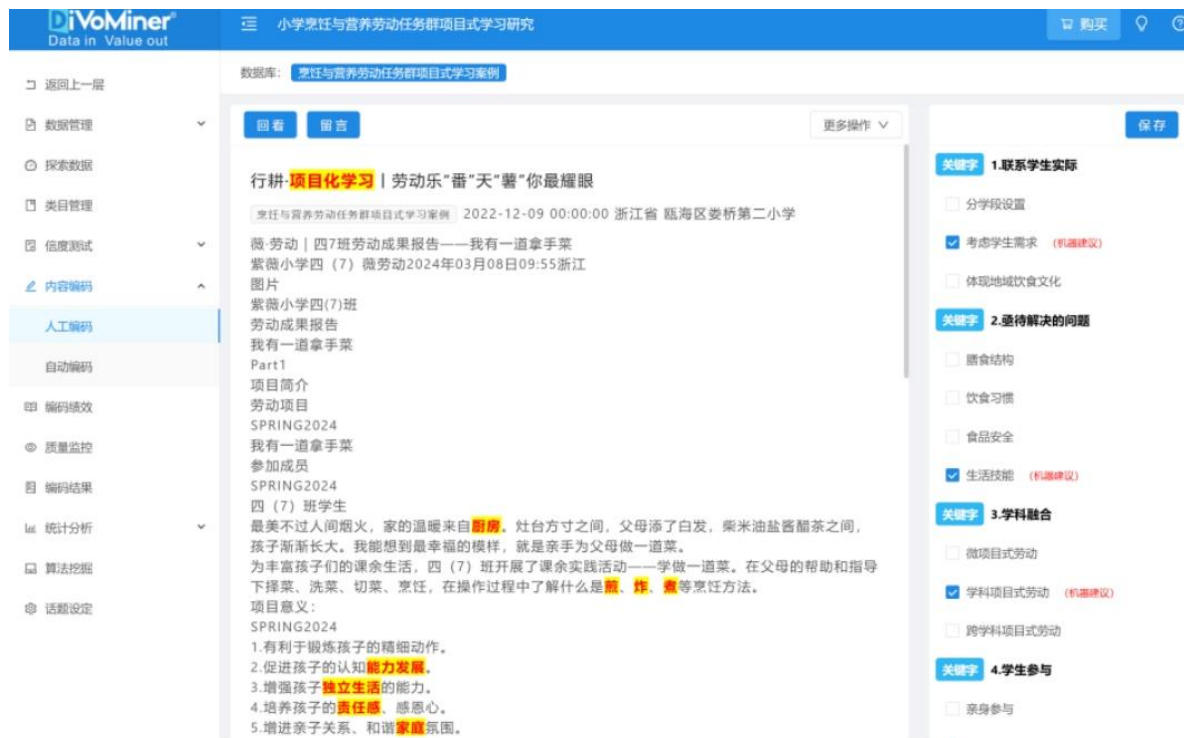 DiVoMiner®
Data in Value out
小学烹饪与营养劳动任务群项目式学习研究
购买
返回上一层
数据管理
探索数据
类目管理
信度测试
内容编码
人工编码
自动编码
编码绩效
质量监控
编码结果
统计分析
算法挖掘
话题设定
数据库: 烹饪与营养劳动任务群项目式学习案例
回看 留言 更多操作
行耕·项目化学习丨劳动乐“番”天“薯”你最耀眼
烹饪与营养劳动任务群项目式学习案例 2022-12-09 00:00:00 浙江省 瓯海区娄桥第二小学
薇·劳动｜四7班劳动成果报告——我有一道拿手菜
紫薇小学四（7）薇劳动2024年03月08日09:55浙江
图片
紫薇小学四(7)班
劳动成果报告
我有一道拿手菜
Part1
项目简介
劳动项目
SPRING2024
我有一道拿手菜
参加成员
SPRING2024
四（7）班学生
最美不过人间烟火，家的温暖来自厨房。灶台方寸之间，父母添了白发，柴米油盐酱醋茶之间，
孩子渐渐长大。我能想到最幸福的模样，就是亲手为父母做一道菜。
为丰富孩子们的课余生活，四（7）班开展了课余实践活动——学做一道菜。在父母的帮助和指导
下择菜、洗菜、切菜、烹饪，在操作过程中了解什么是煎、炸、煮等烹饪方法。
项目意义：
SPRING2024
1.有利于锻炼孩子的精细动作。
2.促进孩子的认知能力发展。
3.增强孩子独立生活的能力。
4.培养孩子的责任感、感恩心。
5.增进亲子关系、和谐家庭氛围。
保存
关键字 1.联系学生实际
分学段设置
考虑学生需求 (机器建议)
体现地域饮食文化
关键字 2.亟待解决的问题
膳食结构
饮食习惯
食品安全
生活技能 (机器建议)
关键字 3.学科融合
微项目式劳动
学科项目式劳动 (机器建议)
跨学科项目式劳动
关键字 4.学生参与
亲身参与